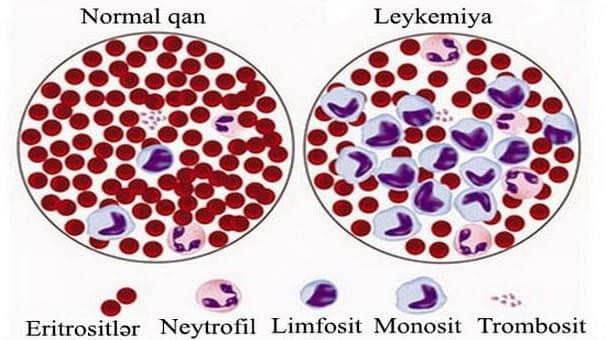 Normal qan
Leykemiya
Eritrositlər Neytrofil Limfosit Monosit Trombosit